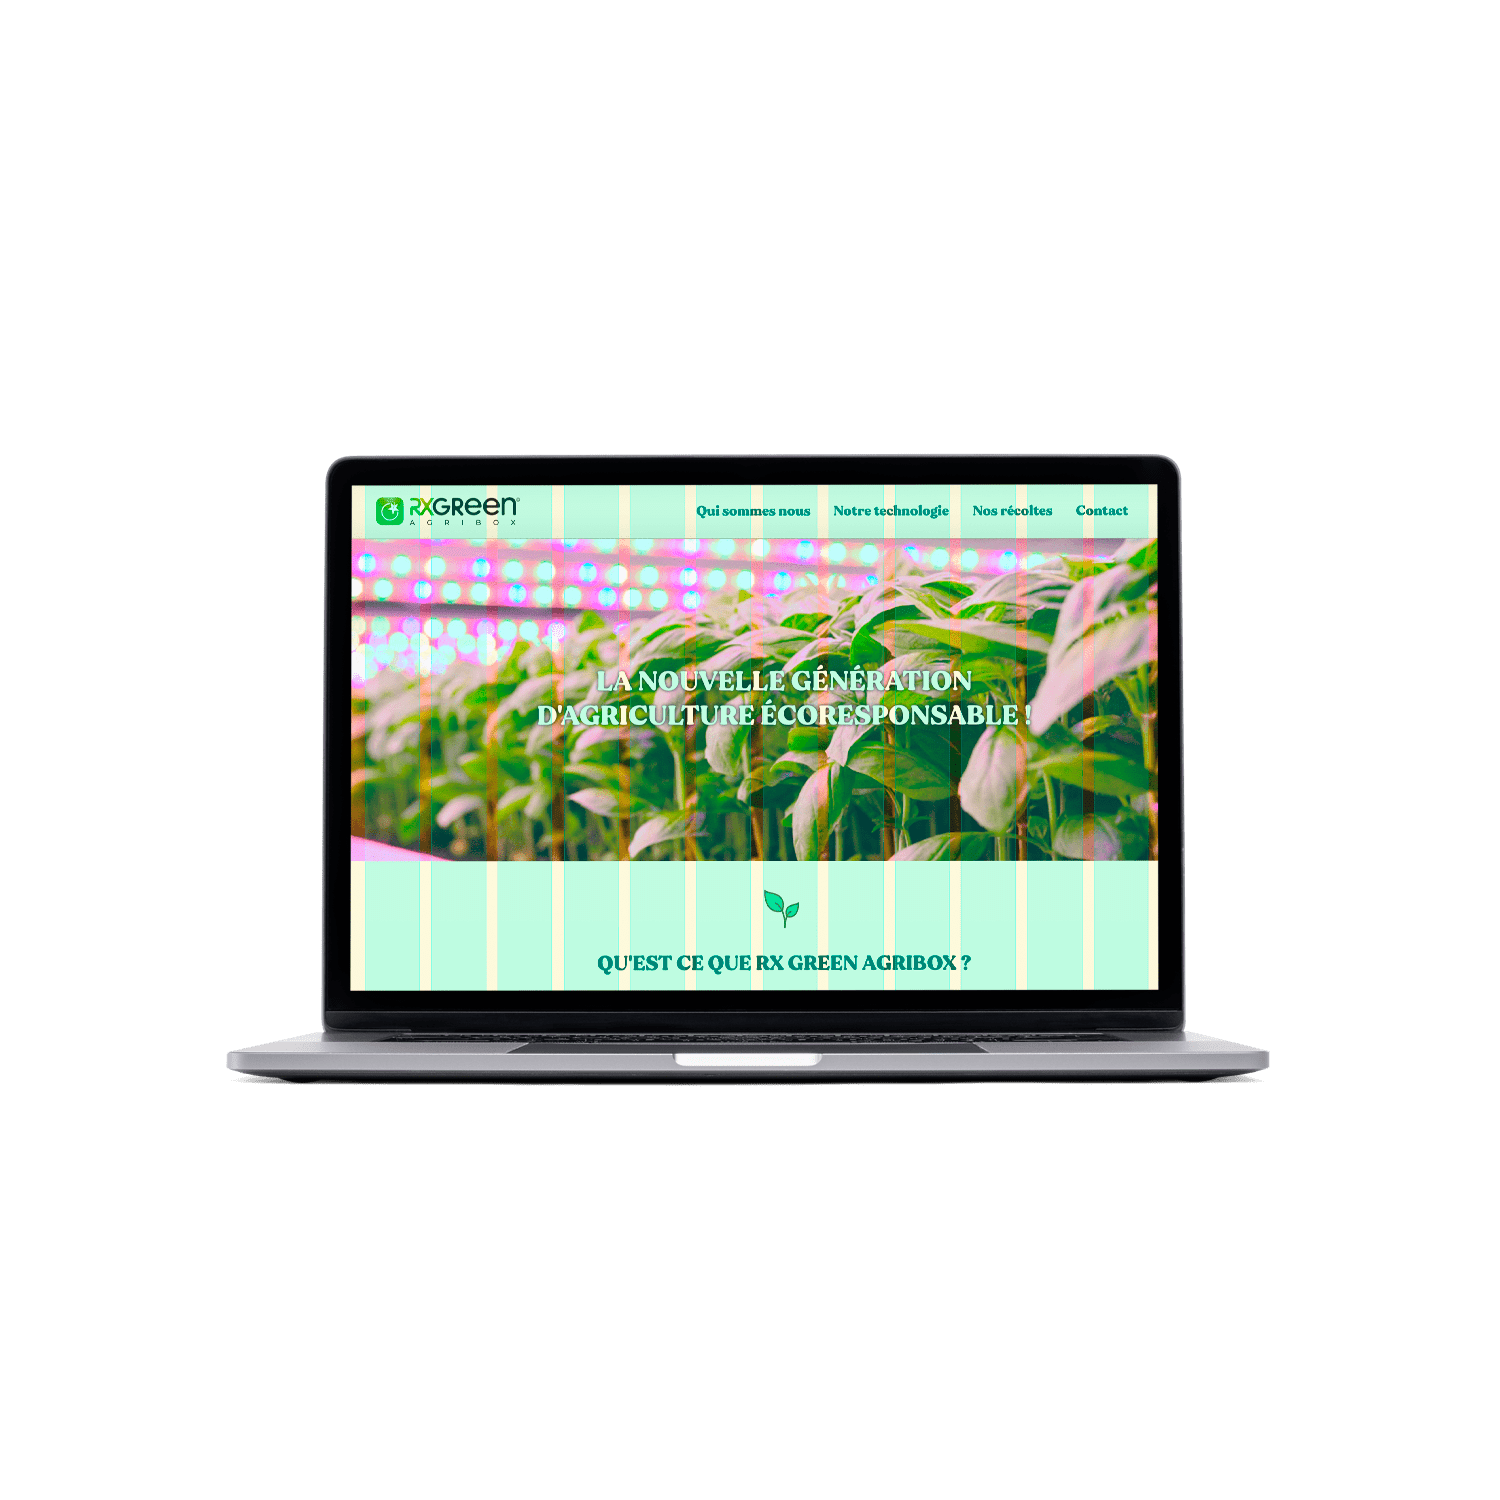 RXGREEN®
AGRIBOX
Qui sommes nous Notre technologie Nos récoltes Contact
LA NOUVELLE GÉNÉRATION
D'AGRICULTURE ÉCORESPONSABLE !
QU'EST CE QUE RX GREEN AGRIBOX ?